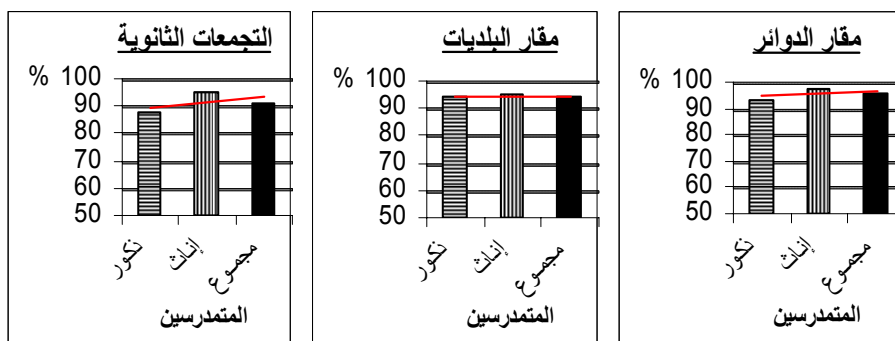 مقار الدوائر
%
100
90
80
70
60
50
ذكور
إناث
مجموع
المتمدرسين
مقار البلديات
%
100
90
80
70
60
50
ذكور
إناث
مجموع
المتمدرسين
التجمعات الثانوية
%
100
90
80
70
60
50
ذكور
إناث
مجموع
المتمدرسين